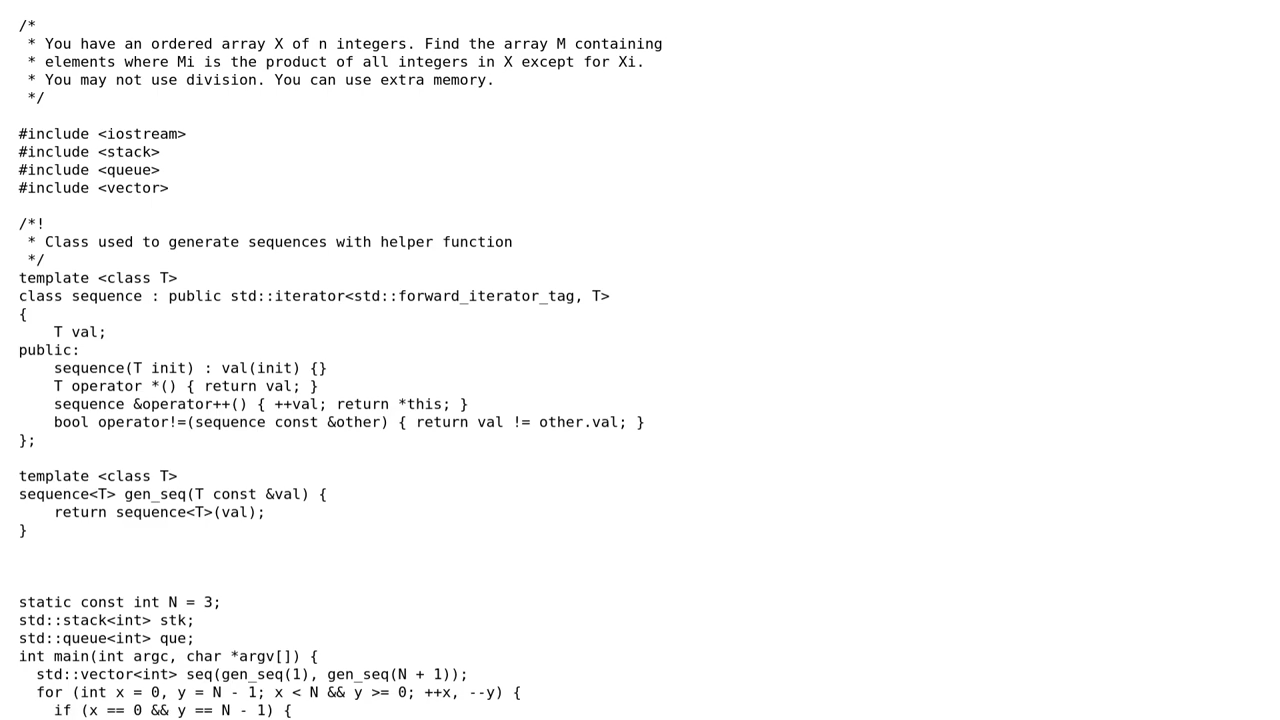 /*
 * You have an ordered array X of n integers. Find the array M containing
 * elements where Mi is the product of all integers in X except for Xi.
 * You may not use division. You can use extra memory.
 */

#include <iostream>
#include <stack>
#include <queue>
#include <vector>

/*!
 * Class used to generate sequences with helper function
 */
template <class T>
class sequence : public std::iterator<std::forward_iterator_tag, T>
{
    T val;
public:
    sequence(T init) : val(init) {}
    T operator *() { return val; }
    sequence &operator++() { ++val; return *this; }
    bool operator!=(sequence const &other) { return val != other.val; }
};

template <class T>
sequence<T> gen_seq(T const &val) {
    return sequence<T>(val);
}



static const int N = 3;
std::stack<int> stk;
std::queue<int> que;
int main(int argc, char *argv[]) {
  std::vector<int> seq(gen_seq(1), gen_seq(N + 1));
  for (int x = 0, y = N - 1; x < N && y >= 0; ++x, --y) {
    if (x == 0 && y == N - 1) {